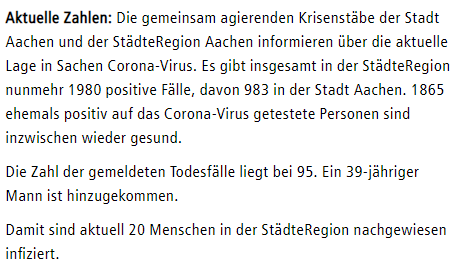 Aktuelle Zahlen: Die gemeinsam agierenden Krisenstäbe der Stadt
Aachen und der StädteRegion Aachen informieren über die aktuelle
Lage in Sachen Corona-Virus. Es gibt insgesamt in der StädteRegion
nunmehr 1980 positive Fälle, davon 983 in der Stadt Aachen. 1865
ehemals positiv auf das Corona-Virus getestete Personen sind
inzwischen wieder gesund.
Die Zahl der gemeldeten Todesfälle liegt bei 95. Ein 39-jähriger
Mann ist hinzugekommen.
Damit sind aktuell 20 Menschen in der StädteRegion nachgewiesen
infiziert.